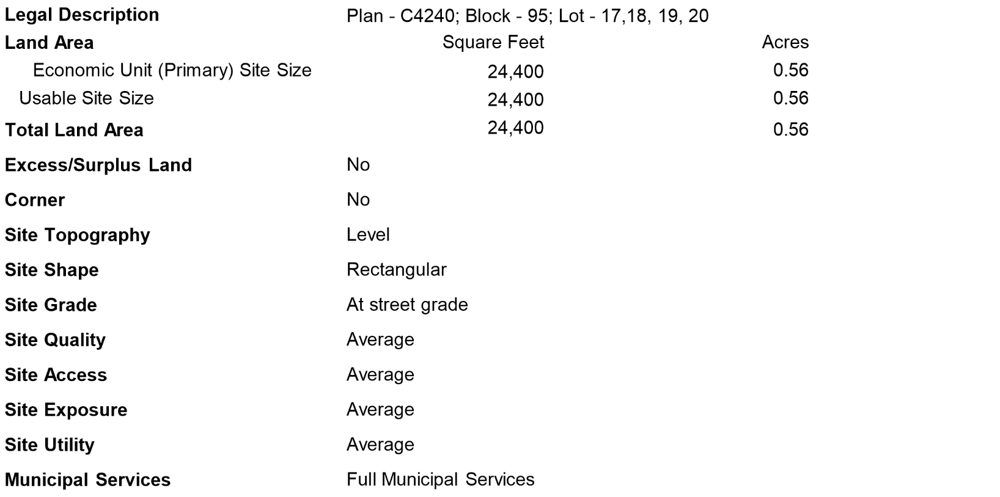 Legal Description Plan - C4240; Block - 95; Lot - 17,18, 19, 20
Land Area Square Feet Acres
Economic Unit (Primary) Site Size 24,400 0.56
Usable Site Size 24,400 0.56
Total Land Area 24,400 0.56
Excess/Surplus Land No
Corner No
Site Topography Level
Site Shape Rectangular
Site Grade At street grade
Site Quality Average
Site Access Average
Site Exposure Average
Site Utility Average
Municipal Services Full Municipal Services